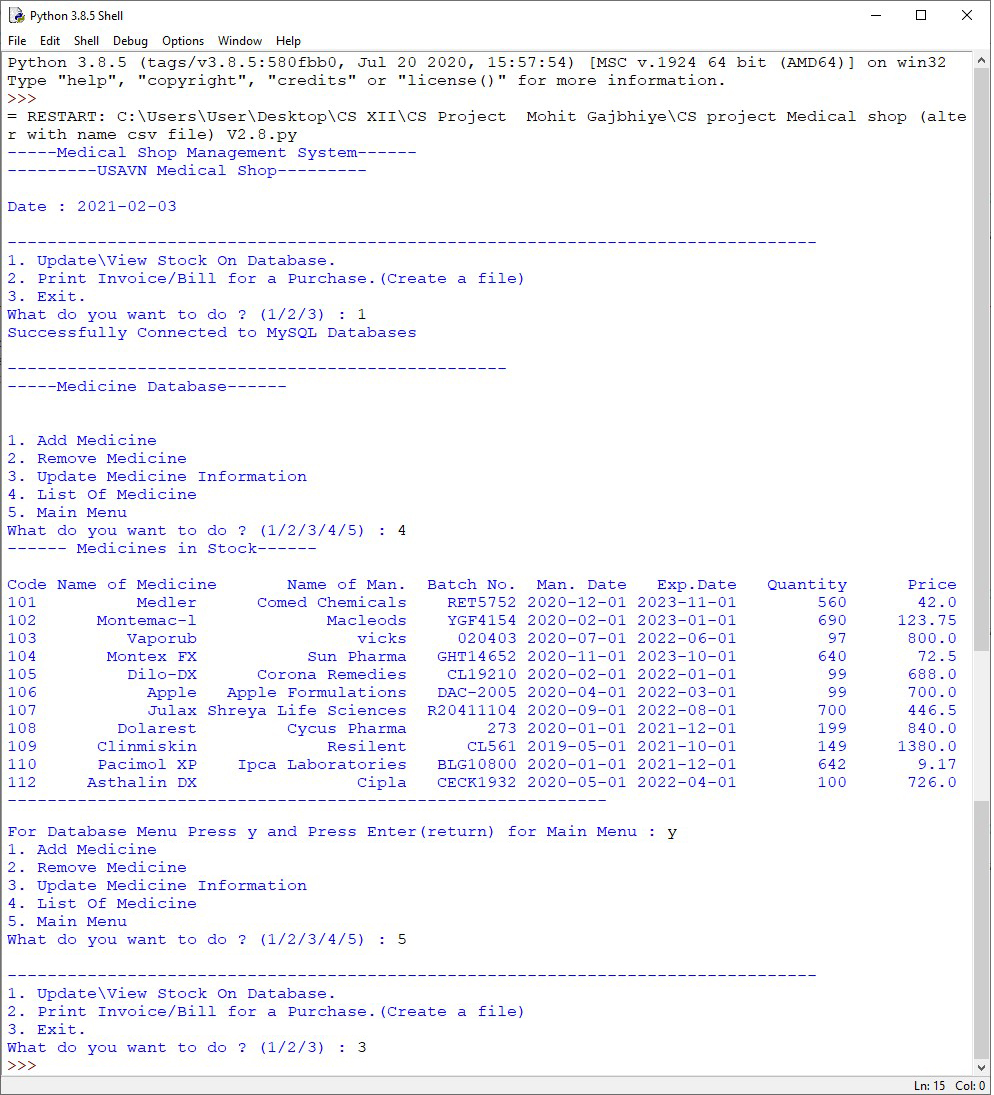 Python 3.8.5 Shell
File Edit Shell Debug Options Window Help
Python 3.8.5 (tags/v3.8.5:580fbb0, Jul 20 2020, 15:57:54) [MSC v.1924 64 bit (AMD64)] on win32
Type "help", "copyright", "credits" or "license()" for more information.
>>>
= RESTART: C:\Users\User\Desktop\CS XII\CS Project  Mohit Gajbhiye\CS project Medical shop (alte
r with name csv file) V2.8.py
-----Medical Shop Management System------
---------USAVN Medical Shop---------
Date : 2021-02-03
---------------------------------------------------------------------------------
1. Update\View Stock On Database.
2. Print Invoice/Bill for a Purchase.(Create a file)
3. Exit.
What do you want to do ? (1/2/3) : 1
Successfully Connected to MySQL Databases
--------------------------------------------------
-----Medicine Database------
1. Add Medicine
2. Remove Medicine
3. Update Medicine Information
4. List Of Medicine
5. Main Menu
What do you want to do ? (1/2/3/4/5) : 4
------ Medicines in Stock------
Code Name of Medicine       Name of Man.  Batch No.  Man. Date   Exp.Date   Quantity      Price
101             Medler      Comed Chemicals    RET5752 2020-12-01 2023-11-01        560       42.0
102         Montemac-l             Macleods    YGF4154 2020-02-01 2023-01-01        690     123.75
103            Vaporub                vicks     020403 2020-07-01 2022-06-01         97      800.0
104          Montex FX           Sun Pharma   GHT14652 2020-11-01 2023-10-01        640       72.5
105            Dilo-DX      Corona Remedies    CL19210 2020-02-01 2022-01-01         99      688.0
106              Apple   Apple Formulations   DAC-2005 2020-04-01 2022-03-01         99      700.0
107              Julax Shreya Life Sciences  R20411104 2020-09-01 2022-08-01        700      446.5
108           Dolarest         Cycus Pharma        273 2020-01-01 2021-12-01        199      840.0
109         Clinmiskin             Resilent      CL561 2019-05-01 2021-10-01        149     1380.0
110         Pacimol XP    Ipca Laboratories   BLG10800 2020-01-01 2021-12-01        642       9.17
112        Asthalin DX                Cipla   CECK1932 2020-05-01 2022-04-01        100      726.0
------------------------------------------------------------
For Database Menu Press y and Press Enter(return) for Main Menu : y
1. Add Medicine
2. Remove Medicine
3. Update Medicine Information
4. List Of Medicine
5. Main Menu
What do you want to do ? (1/2/3/4/5) : 5
---------------------------------------------------------------------------------
1. Update\View Stock On Database.
2. Print Invoice/Bill for a Purchase.(Create a file)
3. Exit.
What do you want to do ? (1/2/3) : 3
>>>
Ln: 15 Col: 0